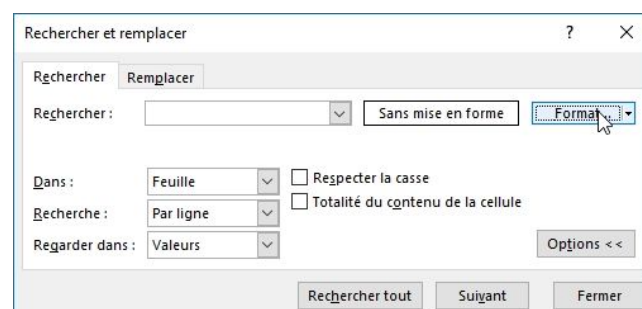 Rechercher et remplacer ?
Rechercher Remplacer
Rechercher : Sans mise en forme Format...
Dans : Feuille Respecter la casse
Totalité du contenu de la cellule
Recherche : Par ligne
Regarder dans : Valeurs Options <<
Rechercher tout Suivant Fermer